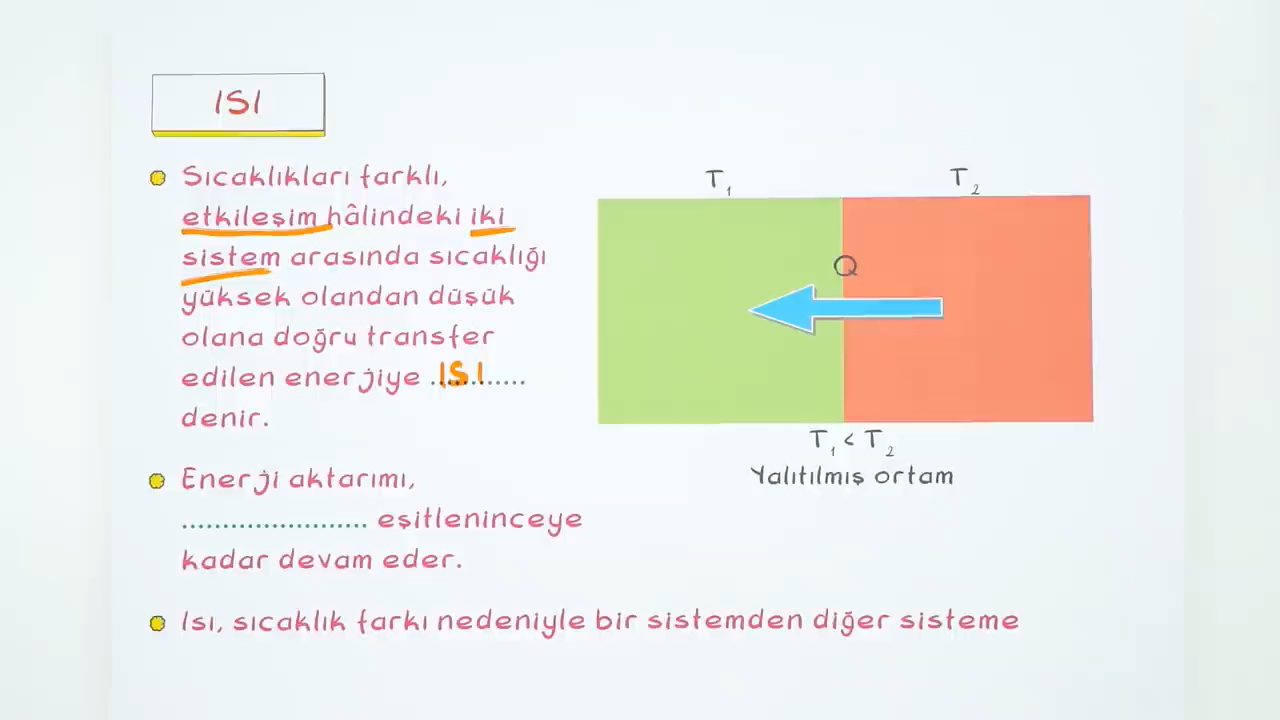 ISI
Sıcaklıkları farklı,
etkileşim hâlindeki iki
sistem arasında sıcaklığı
yüksek olandan düşük
olana doğru transfer
edilen enerjiye ..ISI.......
denir.
T1 T2
Q
T1 < T2
Yalıtılmış ortam
Enerji aktarımı,
....................... eşitleninceye
kadar devam eder.
Isı, sıcaklık farkı nedeniyle bir sistemden diğer sisteme